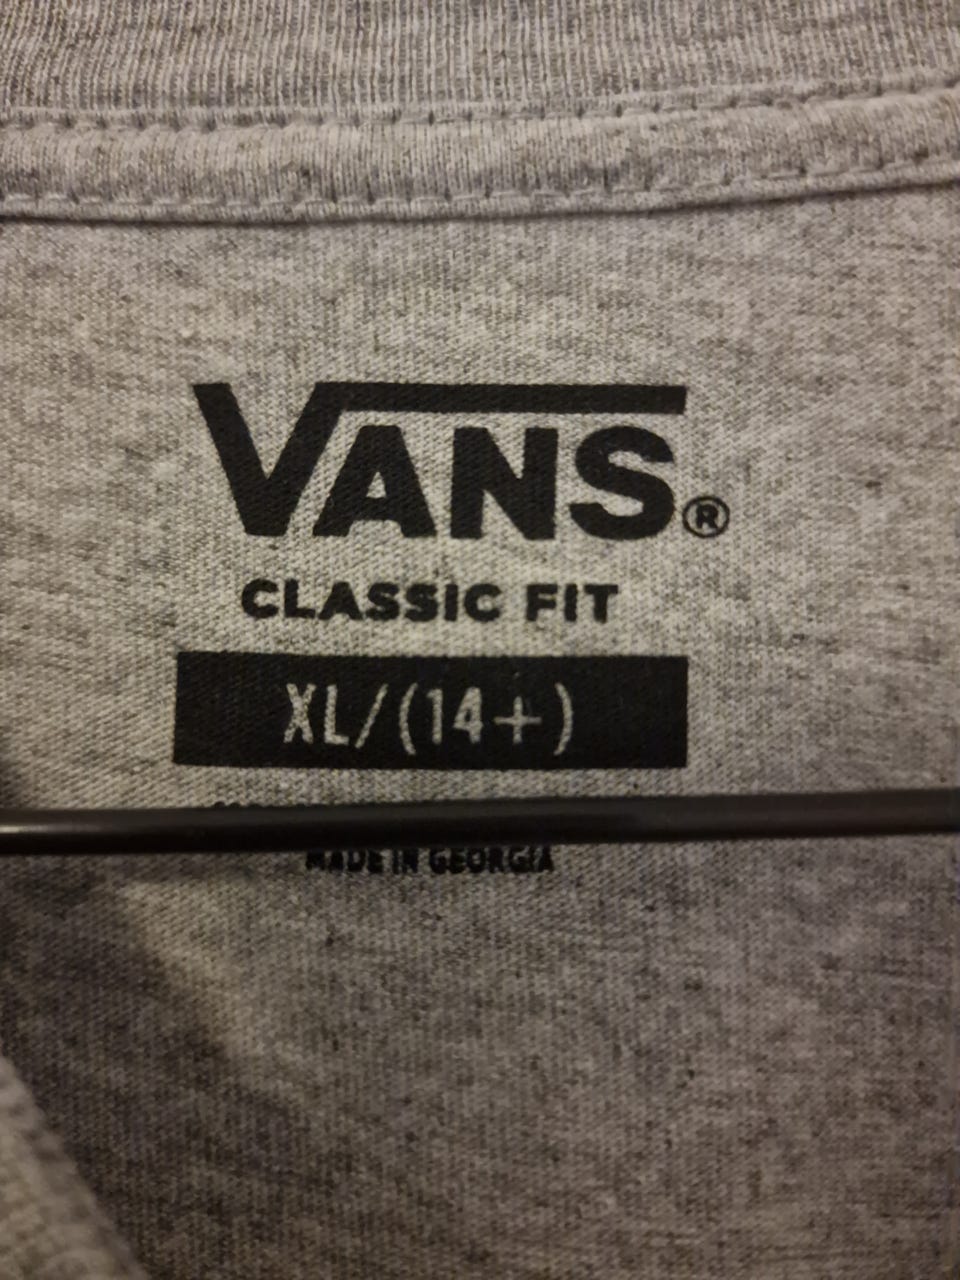 VANS®
CLASSIC FIT
XL/(14+)
MADE IN GEORGIA